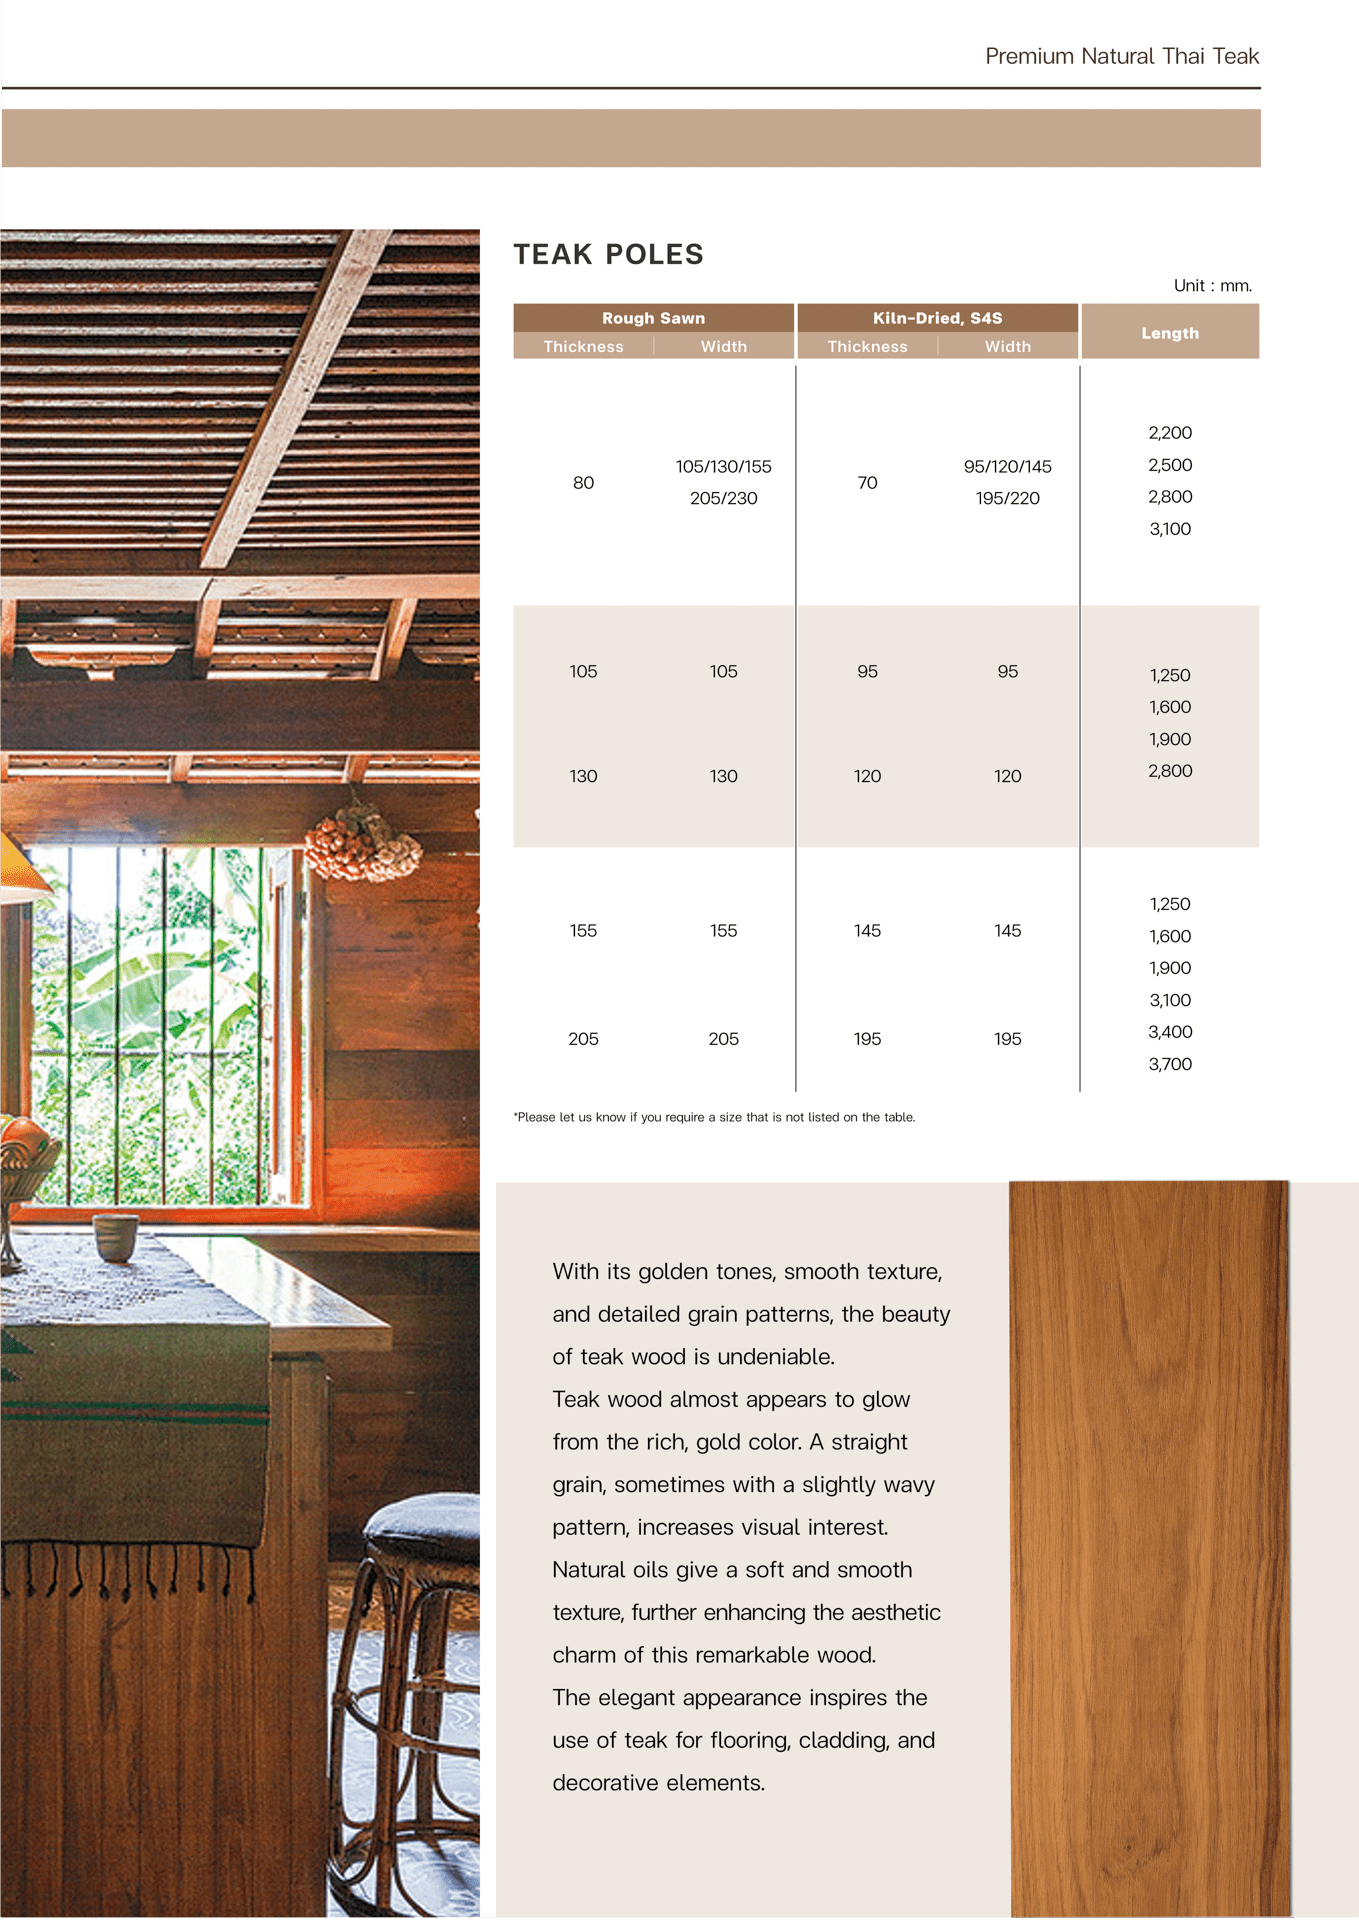 Premium Natural Thai Teak
TEAK POLES
Unit : mm.
Rough Sawn Kiln-Dried, S4S Length
Thickness Width Thickness Width
80 105/130/155 70 95/120/145 2,200
205/230 195/220 2,500
2,800
3,100
105 105 95 95 1,250
1,600
1,900
130 130 120 120 2,800
155 155 145 145 1,250
1,600
1,900
3,100
205 205 195 195 3,400
3,700
*Please let us know if you require a size that is not listed on the table.
With its golden tones, smooth texture,
and detailed grain patterns, the beauty
of teak wood is undeniable.
Teak wood almost appears to glow
from the rich, gold color. A straight
grain, sometimes with a slightly wavy
pattern, increases visual interest.
Natural oils give a soft and smooth
texture, further enhancing the aesthetic
charm of this remarkable wood.
The elegant appearance inspires the
use of teak for flooring, cladding, and
decorative elements.